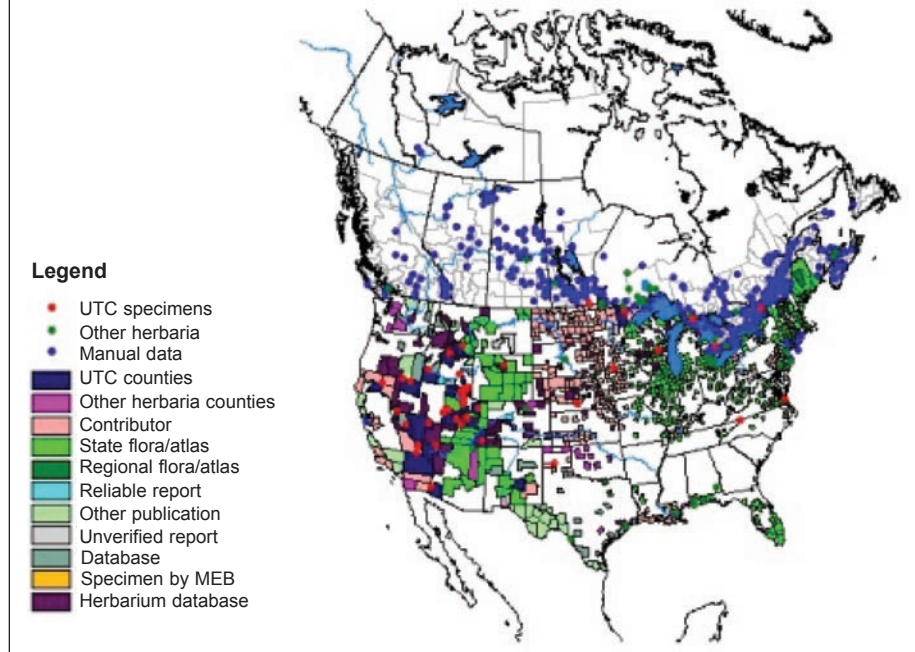 Legend
UTC specimens
Other herbaria
Manual data
UTC counties
Other herbaria counties
Contributor
State flora/atlas
Regional flora/atlas
Reliable report
Other publication
Unverified report
Database
Specimen by MEB
Herbarium database